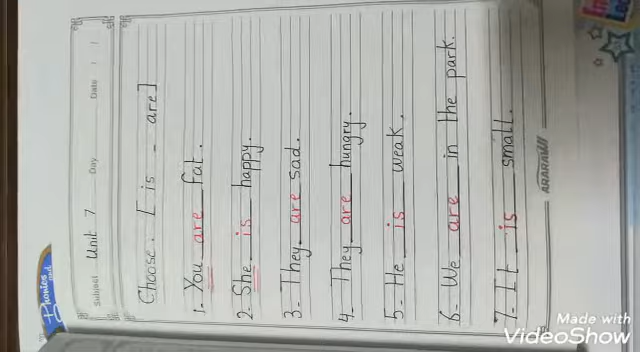 Phonics
Subject Unit 7 Day Date / /
Choose. [ is - are ]
1- You are fat.
2- She is happy.
3- They are sad.
4- They are hungry.
5- He is weak.
6- We are in the park.
7- It is small.
Made with
VideoShow